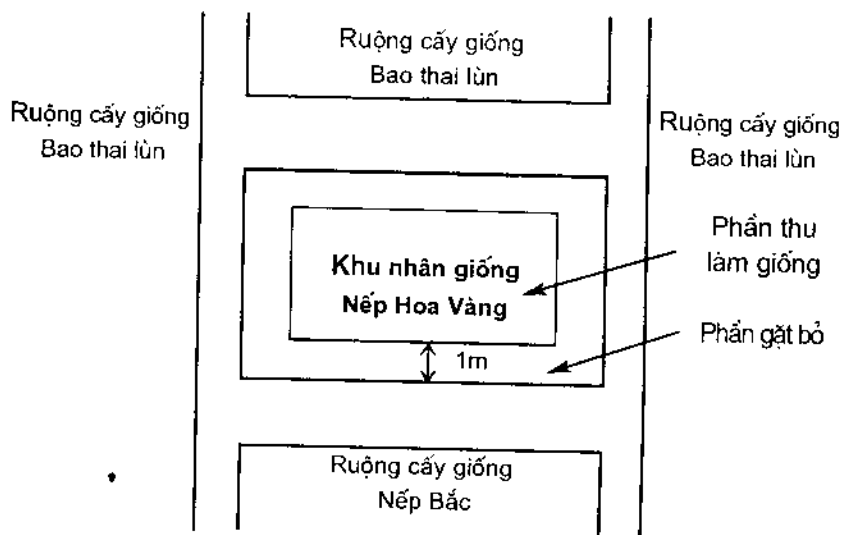 Ruộng cấy giống
Bao thai lùn
Ruộng cấy giống
Bao thai lùn
Ruộng cấy giống
Bao thai lùn
Khu nhân giống
Nếp Hoa Vàng
Phần thu
làm giống
1m
Phần gặt bỏ
Ruộng cấy giống
Nếp Bắc